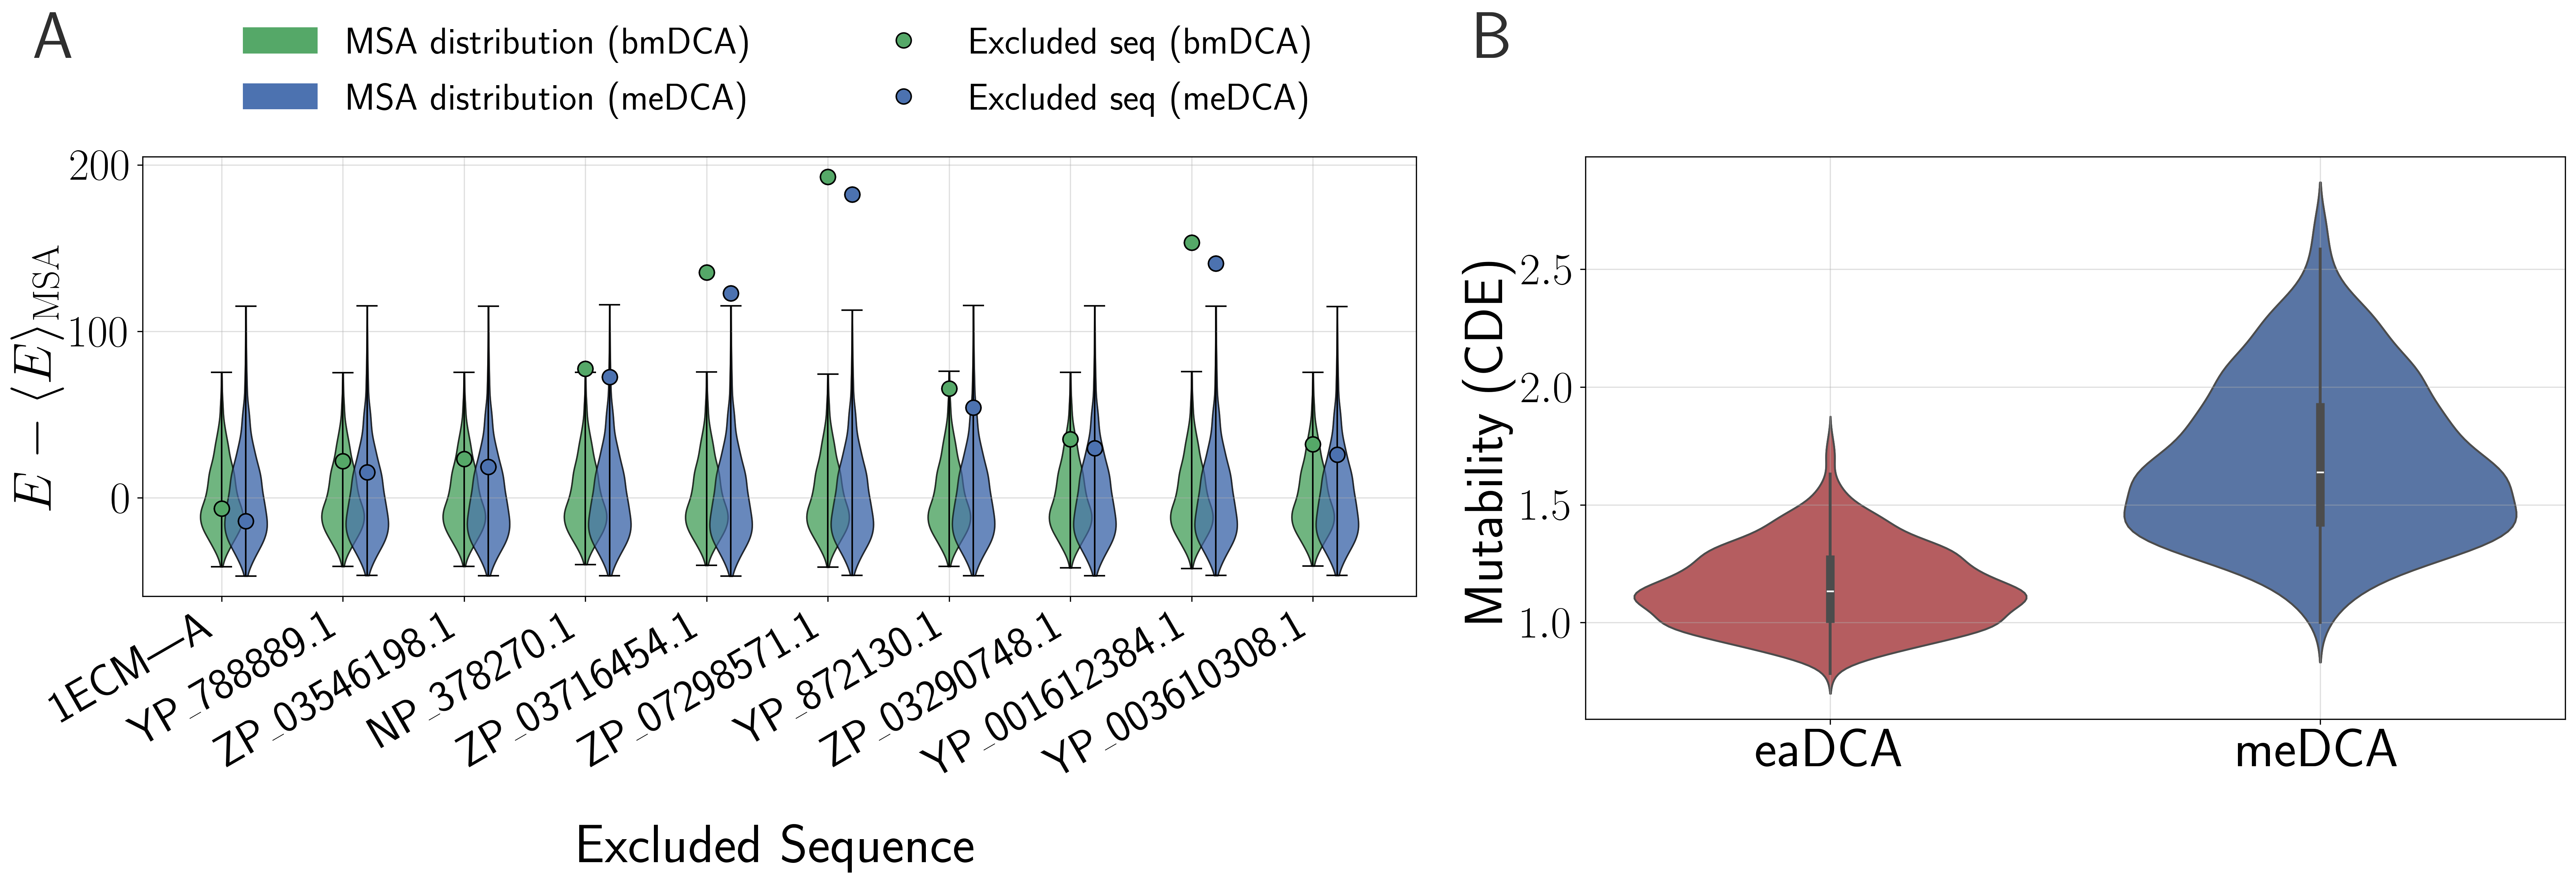 A
MSA distribution (bmDCA)
MSA distribution (meDCA)
Excluded seq (bmDCA)
Excluded seq (meDCA)
E − ⟨E⟩MSA
200
100
0
1ECM—A
YP_788889.1
ZP_03546198.1
NP_378270.1
ZP_03716454.1
ZP_07298571.1
YP_872130.1
ZP_03290748.1
YP_001612384.1
YP_003610308.1
Excluded Sequence
B
Mutability (CDE)
2.5
2.0
1.5
1.0
eaDCA
meDCA